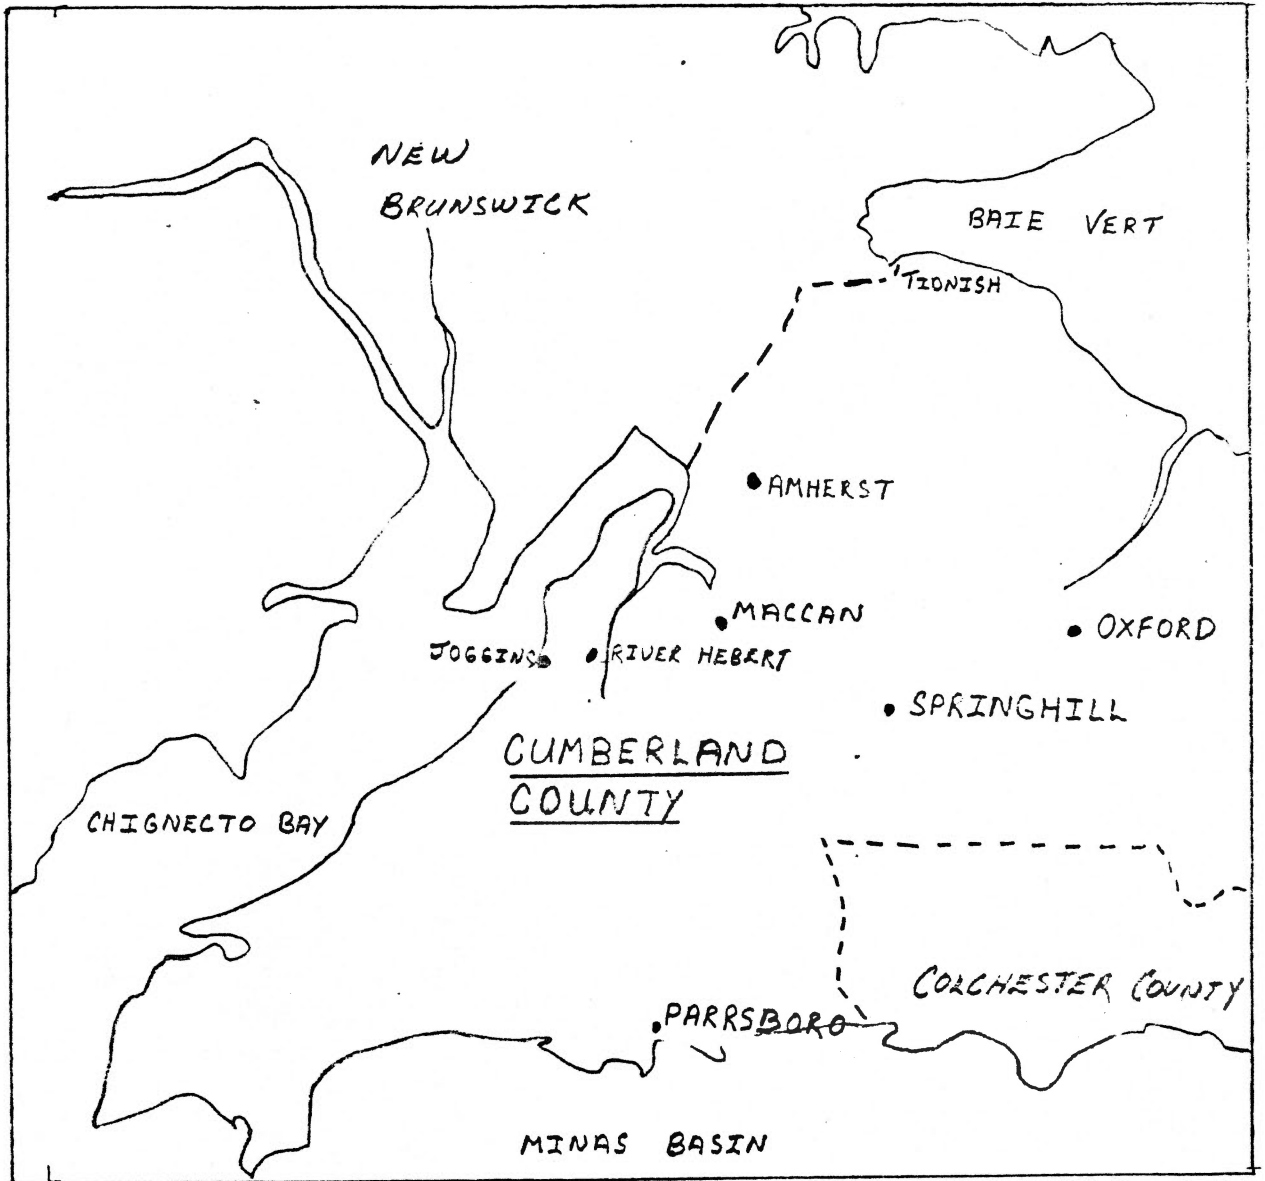 NEW
BRUNSWICK
BAIE VERT
TIDNISH
AMHERST
MACCAN
OXFORD
JOGGINS
RIVER HEBERT
SPRINGHILL
CUMBERLAND
COUNTY
CHIGNECTO BAY
COLCHESTER COUNTY
PARRSBORO
MINAS BASIN